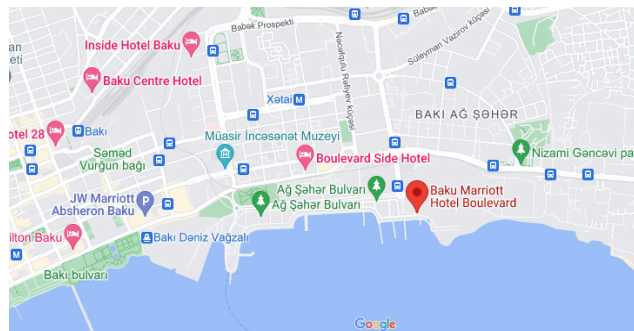 Babək Prospekti
Babək
Inside Hotel Baku
Baku Centre Hotel
Nəcəfqulu Rəfiyev küçəsi
Süleyman Vəzirov küçəsi
Xətai
BAKI AĞ ŞƏHƏR
otel 28
Bakı
Müasir İncəsənət Muzeyi
Səməd
Vurğun bağı
Boulevard Side Hotel
Nizami Gəncəvi pa
JW Marriott
Absheron Baku
Ağ Şəhər Bulvarı
Ağ Şəhər Bulvarı
Baku Marriott
Hotel Boulevard
ilton Baku
Bakı Dəniz Vağzalı
Bakı bulvarı
Google